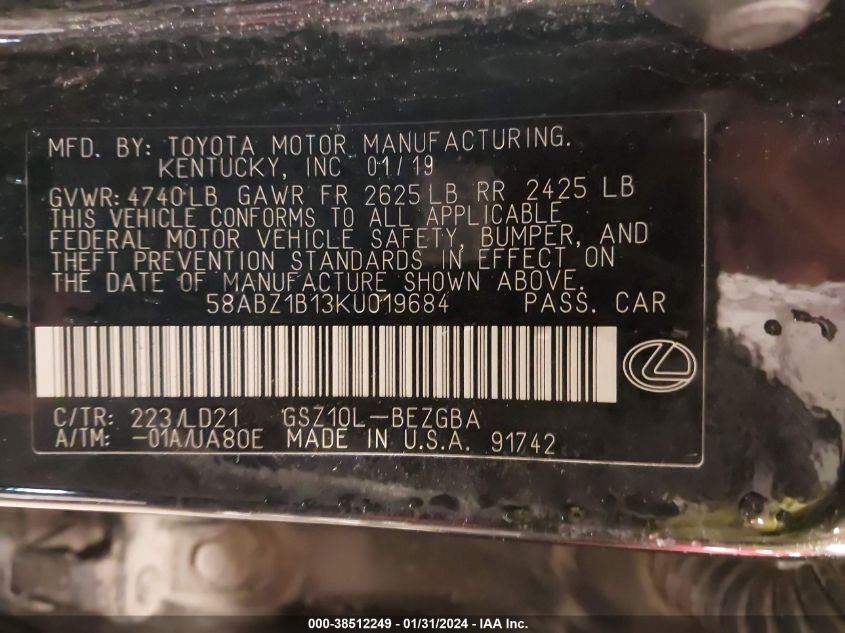 MFD. BY: TOYOTA MOTOR MANUFACTURING.
KENTUCKY, INC 01/19
GVWR: 4740 LB GAWR FR 2625 LB RR 2425 LB
THIS VEHICLE CONFORMS TO ALL APPLICABLE
FEDERAL MOTOR VEHICLE SAFETY, BUMPER, AND
THEFT PREVENTION STANDARDS IN EFFECT ON
THE DATE OF MANUFACTURE SHOWN ABOVE.
58ABZ1B13KU019684 PASS. CAR
C/TR: 223/LD21 GSZ10L-BEZGBA
A/TM: -01A/UA80E MADE IN U.S.A. 91742
000-38512249 - 01/31/2024 - IAA Inc.